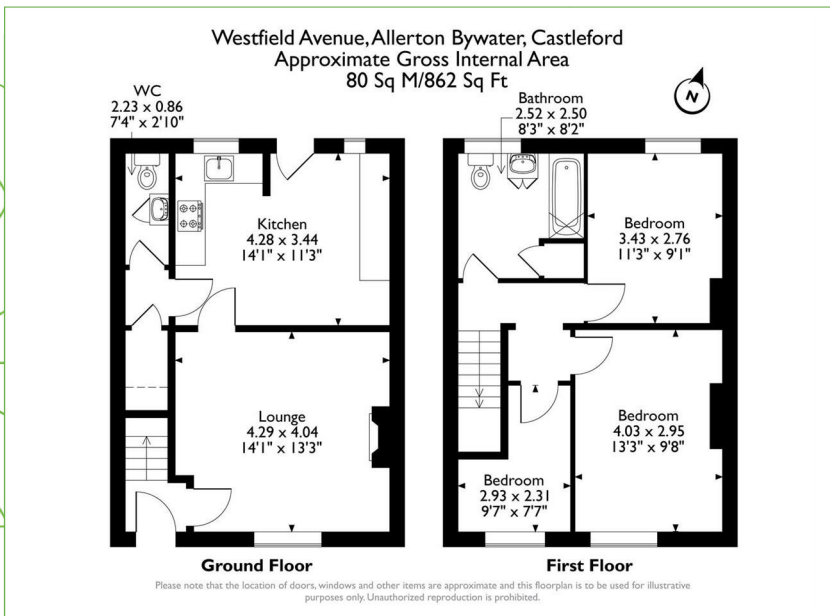 Westfield Avenue, Allerton Bywater, Castleford
Approximate Gross Internal Area
80 Sq M/862 Sq Ft
N
WC
2.23 x 0.86
7'4" x 2'10"
Kitchen
4.28 x 3.44
14'1" x 11'3"
Lounge
4.29 x 4.04
14'1" x 13'3"
Ground Floor
Bathroom
2.52 x 2.50
8'3" x 8'2"
Bedroom
3.43 x 2.76
11'3" x 9'1"
Bedroom
4.03 x 2.95
13'3" x 9'8"
Bedroom
2.93 x 2.31
9'7" x 7'7"
First Floor
Please note that the location of doors, windows and other items are approximate and this floorplan is to be used for illustrative
purposes only. Unauthorized reproduction is prohibited.